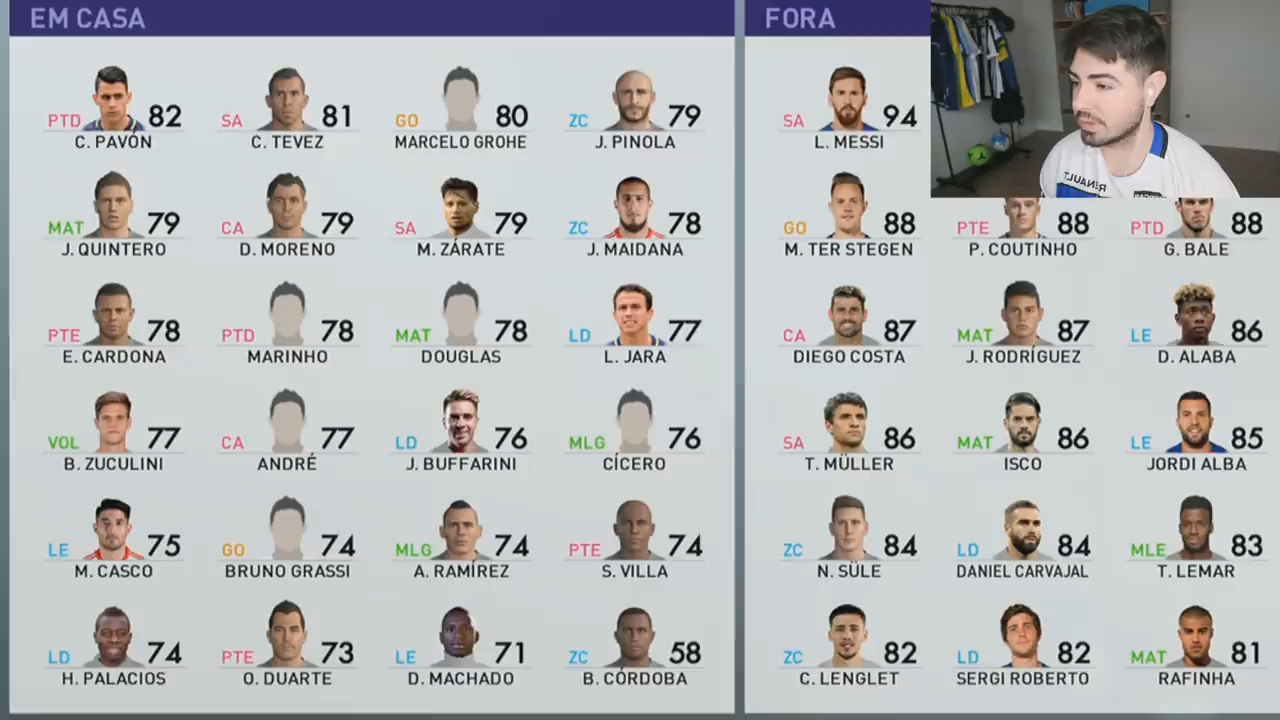 EM CASA
FORA
PTD 82 SA 81 GO 80 ZC 79
C. PAVÓN C. TEVEZ MARCELO GROHE J. PINOLA
SA 94
L. MESSI
RENAULT
MAT 79 CA 79 SA 79 ZC 78
J. QUINTERO D. MORENO M. ZÁRATE J. MAIDANA
GO 88 PTE 88 PTD 88
M. TER STEGEN P. COUTINHO G. BALE
PTE 78 PTD 78 MAT 78 LD 77
E. CARDONA MARINHO DOUGLAS L. JARA
CA 87 MAT 87 LE 86
DIEGO COSTA J. RODRÍGUEZ D. ALABA
VOL 77 CA 77 LD 76 MLG 76
B. ZUCULINI ANDRÉ J. BUFFARINI CÍCERO
SA 86 MAT 86 LE 85
T. MÜLLER ISCO JORDI ALBA
LE 75 GO 74 MLG 74 PTE 74
M. CASCO BRUNO GRASSI A. RAMÍREZ S. VILLA
ZC 84 LD 84 MLE 83
N. SÜLE DANIEL CARVAJAL T. LEMAR
LD 74 PTE 73 LE 71 ZC 58
H. PALACIOS O. DUARTE D. MACHADO B. CÓRDOBA
ZC 82 LD 82 MAT 81
C. LENGLET SERGI ROBERTO RAFINHA